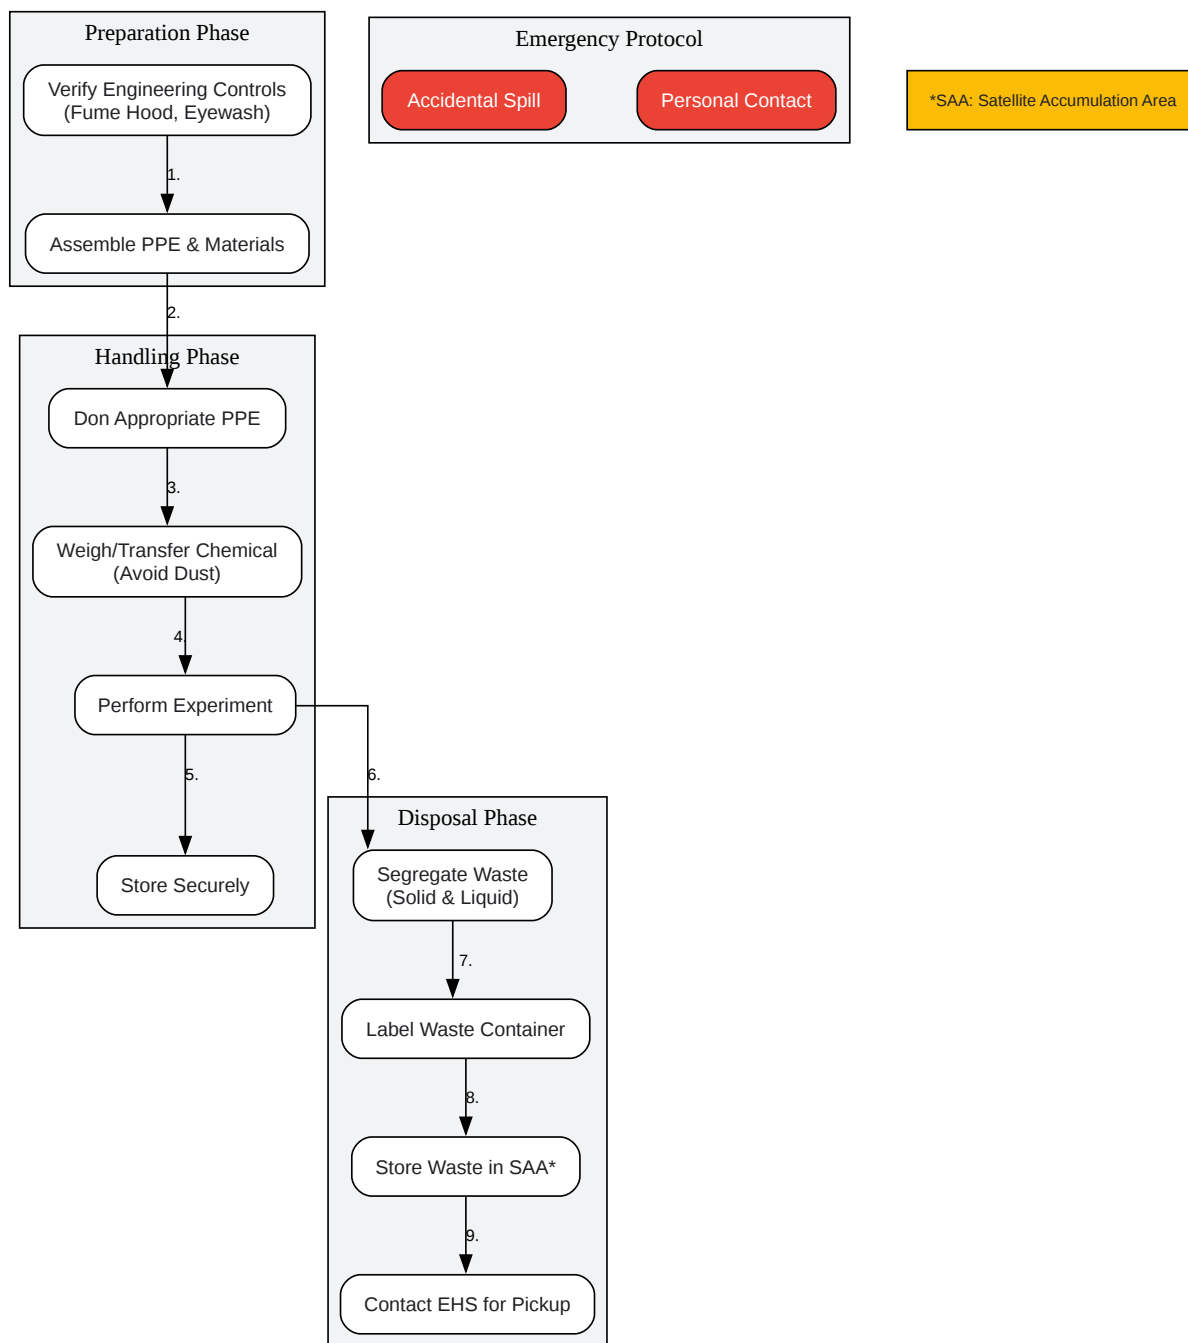 Preparation Phase
Verify Engineering Controls
(Fume Hood, Eyewash)
1.
Assemble PPE & Materials
2.
Emergency Protocol
Accidental Spill
Personal Contact
*SAA: Satellite Accumulation Area
Handling Phase
Don Appropriate PPE
3.
Weigh/Transfer Chemical
(Avoid Dust)
4.
Perform Experiment
5.
6.
Store Securely
Disposal Phase
Segregate Waste
(Solid & Liquid)
7.
Label Waste Container
8.
Store Waste in SAA*
9.
Contact EHS for Pickup